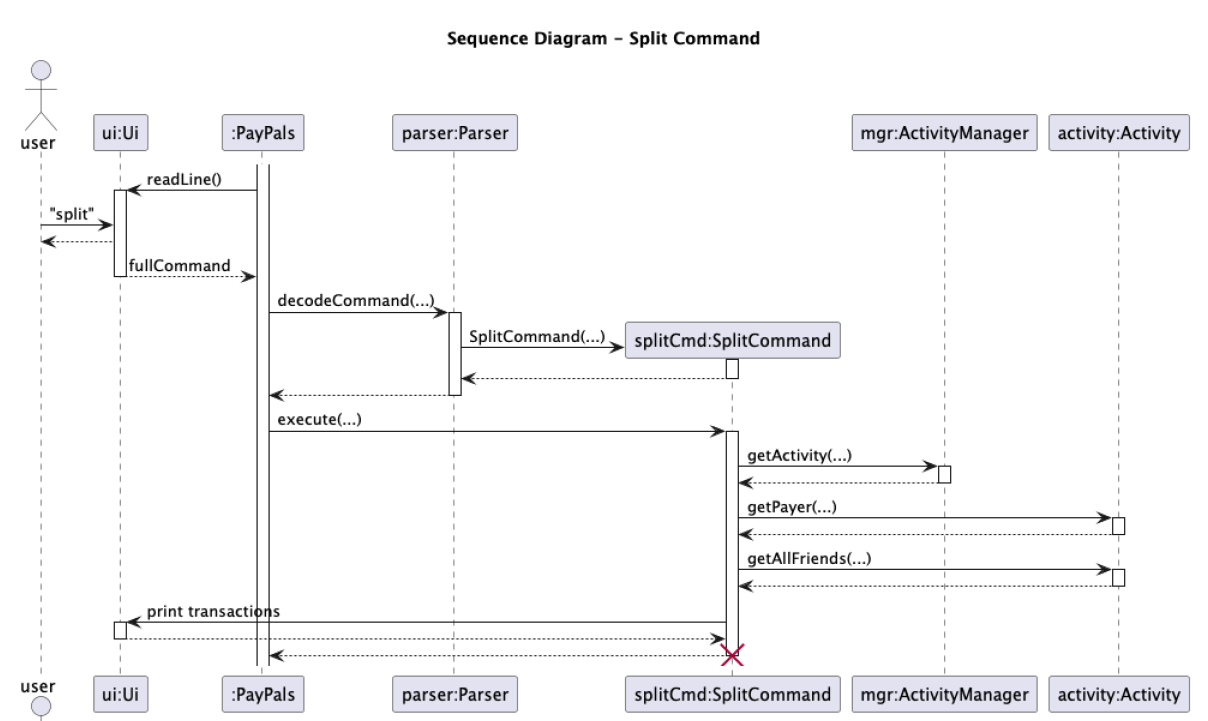 Sequence Diagram – Split Command
user
ui:Ui
:PayPals
parser:Parser
mgr:ActivityManager
activity:Activity
readLine()
"split"
fullCommand
decodeCommand(...)
SplitCommand(...)
splitCmd:SplitCommand
execute(...)
getActivity(...)
getPayer(...)
getAllFriends(...)
print transactions
user
ui:Ui
:PayPals
parser:Parser
splitCmd:SplitCommand
mgr:ActivityManager
activity:Activity